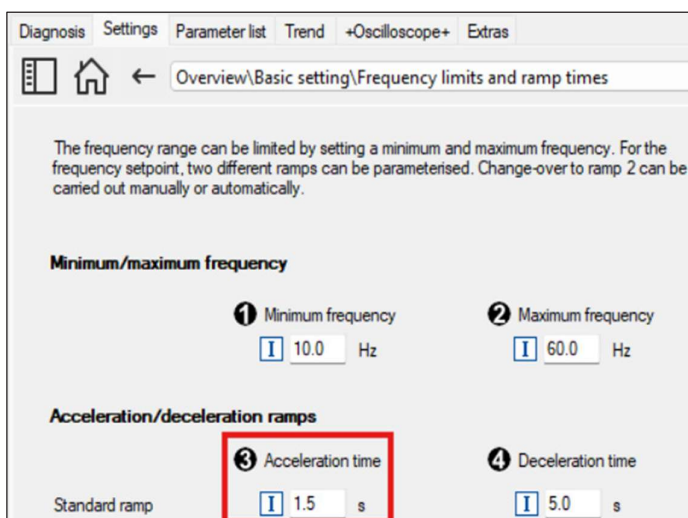 Diagnosis Settings Parameter list Trend +Oscilloscope+ Extras
Overview\Basic setting\Frequency limits and ramp times
The frequency range can be limited by setting a minimum and maximum frequency. For the
frequency setpoint, two different ramps can be parameterised. Change-over to ramp 2 can be
carried out manually or automatically.
Minimum/maximum frequency
1 Minimum frequency 2 Maximum frequency
I 10.0 Hz I 60.0 Hz
Acceleration/deceleration ramps
3 Acceleration time 4 Deceleration time
Standard ramp I 1.5 s I 5.0 s